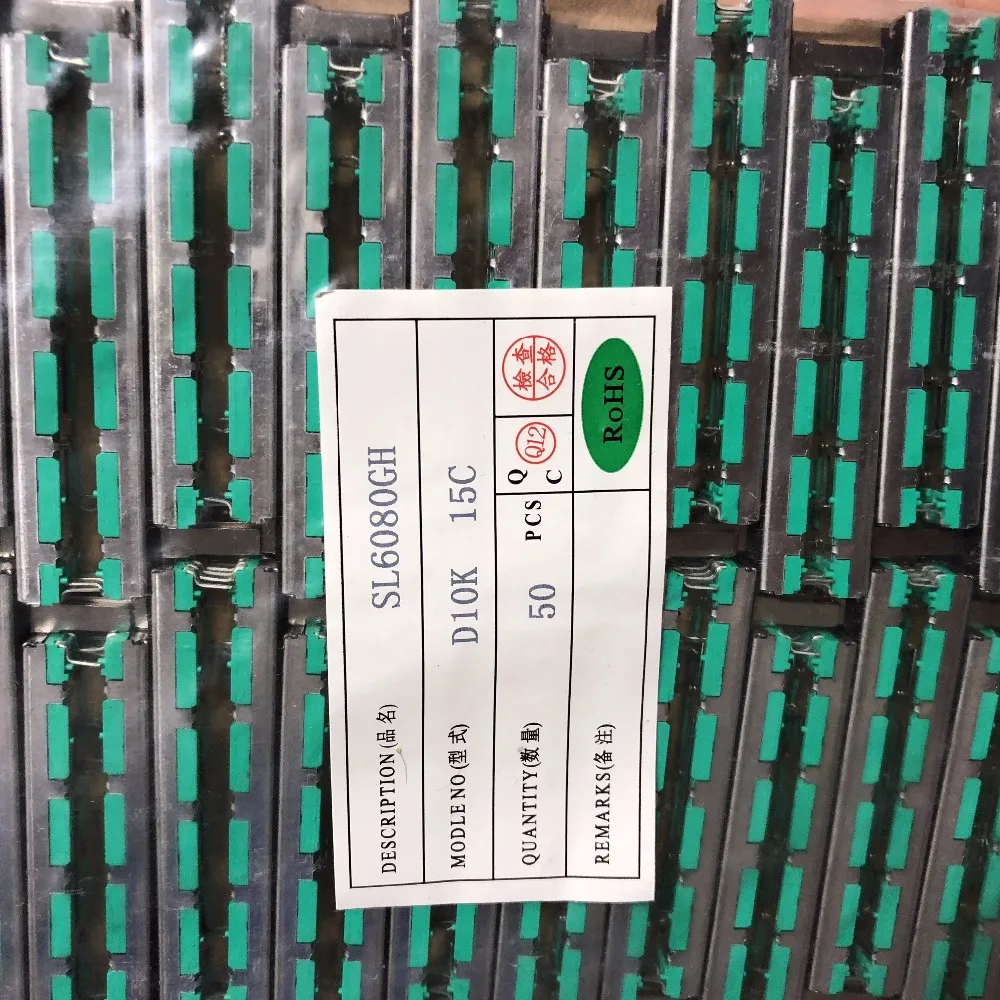 DESCRIPTION(品名) SL6080GH
MODLE NO(型式) D10K 15C
QUANTITY(数量) 50 PCS
Q C
Q12
檢查
合格
REMARKS(备注)
RoHS